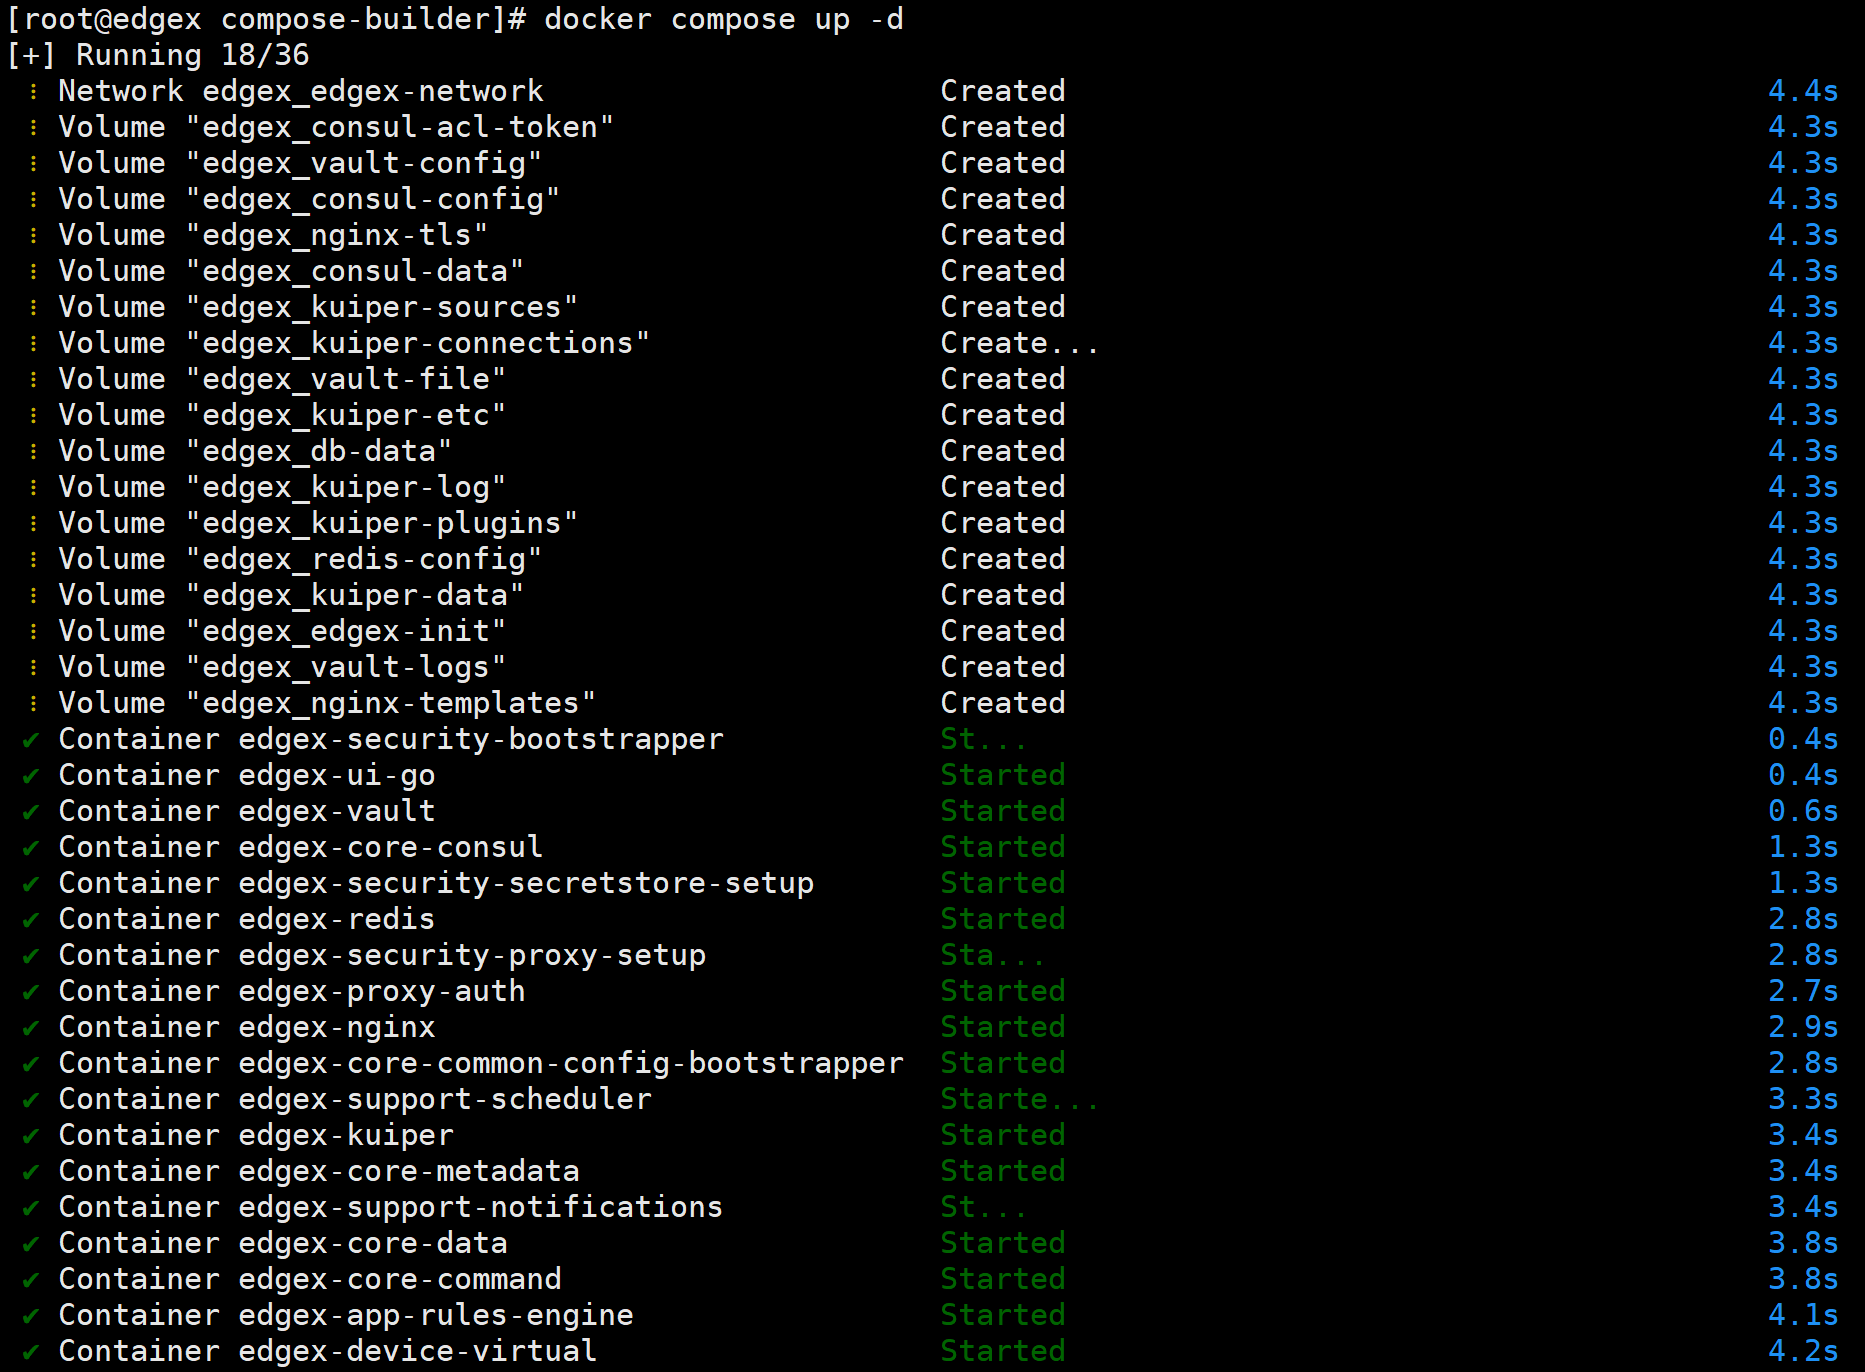 [root@edgex compose-builder]# docker compose up -d
[+] Running 18/36
⠿ Network edgex_edgex-network Created 4.4s
⠿ Volume "edgex_consul-acl-token" Created 4.3s
⠿ Volume "edgex_vault-config" Created 4.3s
⠿ Volume "edgex_consul-config" Created 4.3s
⠿ Volume "edgex_nginx-tls" Created 4.3s
⠿ Volume "edgex_consul-data" Created 4.3s
⠿ Volume "edgex_kuiper-sources" Created 4.3s
⠿ Volume "edgex_kuiper-connections" Create... 4.3s
⠿ Volume "edgex_vault-file" Created 4.3s
⠿ Volume "edgex_kuiper-etc" Created 4.3s
⠿ Volume "edgex_db-data" Created 4.3s
⠿ Volume "edgex_kuiper-log" Created 4.3s
⠿ Volume "edgex_kuiper-plugins" Created 4.3s
⠿ Volume "edgex_redis-config" Created 4.3s
⠿ Volume "edgex_kuiper-data" Created 4.3s
⠿ Volume "edgex_edgex-init" Created 4.3s
⠿ Volume "edgex_vault-logs" Created 4.3s
⠿ Volume "edgex_nginx-templates" Created 4.3s
✔ Container edgex-security-bootstrapper St... 0.4s
✔ Container edgex-ui-go Started 0.4s
✔ Container edgex-vault Started 0.6s
✔ Container edgex-core-consul Started 1.3s
✔ Container edgex-security-secretstore-setup Started 1.3s
✔ Container edgex-redis Started 2.8s
✔ Container edgex-security-proxy-setup Sta... 2.8s
✔ Container edgex-proxy-auth Started 2.7s
✔ Container edgex-nginx Started 2.9s
✔ Container edgex-core-common-config-bootstrapper Started 2.8s
✔ Container edgex-support-scheduler Starte... 3.3s
✔ Container edgex-kuiper Started 3.4s
✔ Container edgex-core-metadata Started 3.4s
✔ Container edgex-support-notifications St... 3.4s
✔ Container edgex-core-data Started 3.8s
✔ Container edgex-core-command Started 3.8s
✔ Container edgex-app-rules-engine Started 4.1s
✔ Container edgex-device-virtual Started 4.2s